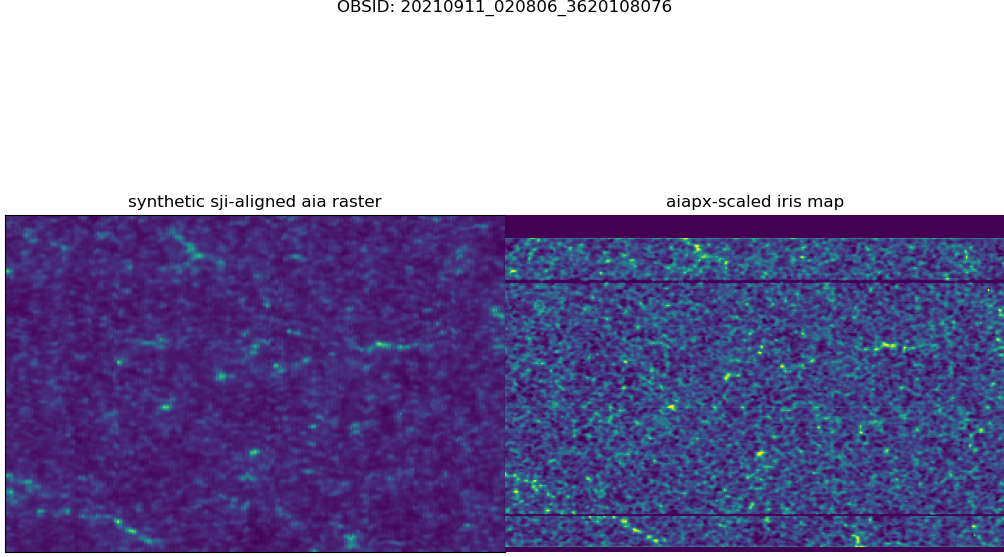 OBSID: 20210911_020806_3620108076
synthetic sji-aligned aia raster
aiapx-scaled iris map